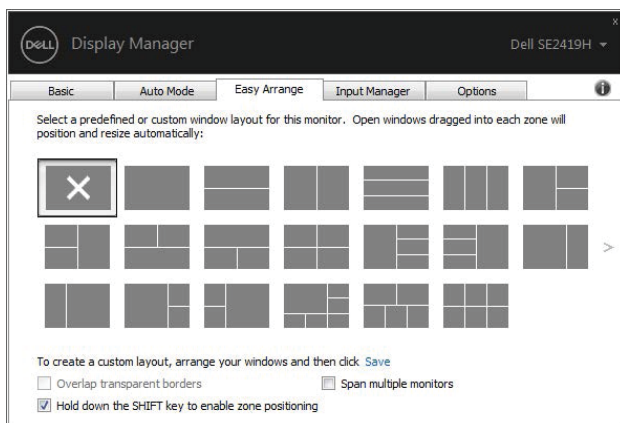 x
DELL Display Manager Dell SE2419H
Basic Auto Mode Easy Arrange Input Manager Options
Select a predefined or custom window layout for this monitor. Open windows dragged into each zone will
position and resize automatically:
To create a custom layout, arrange your windows and then click Save
Overlap transparent borders Span multiple monitors
Hold down the SHIFT key to enable zone positioning